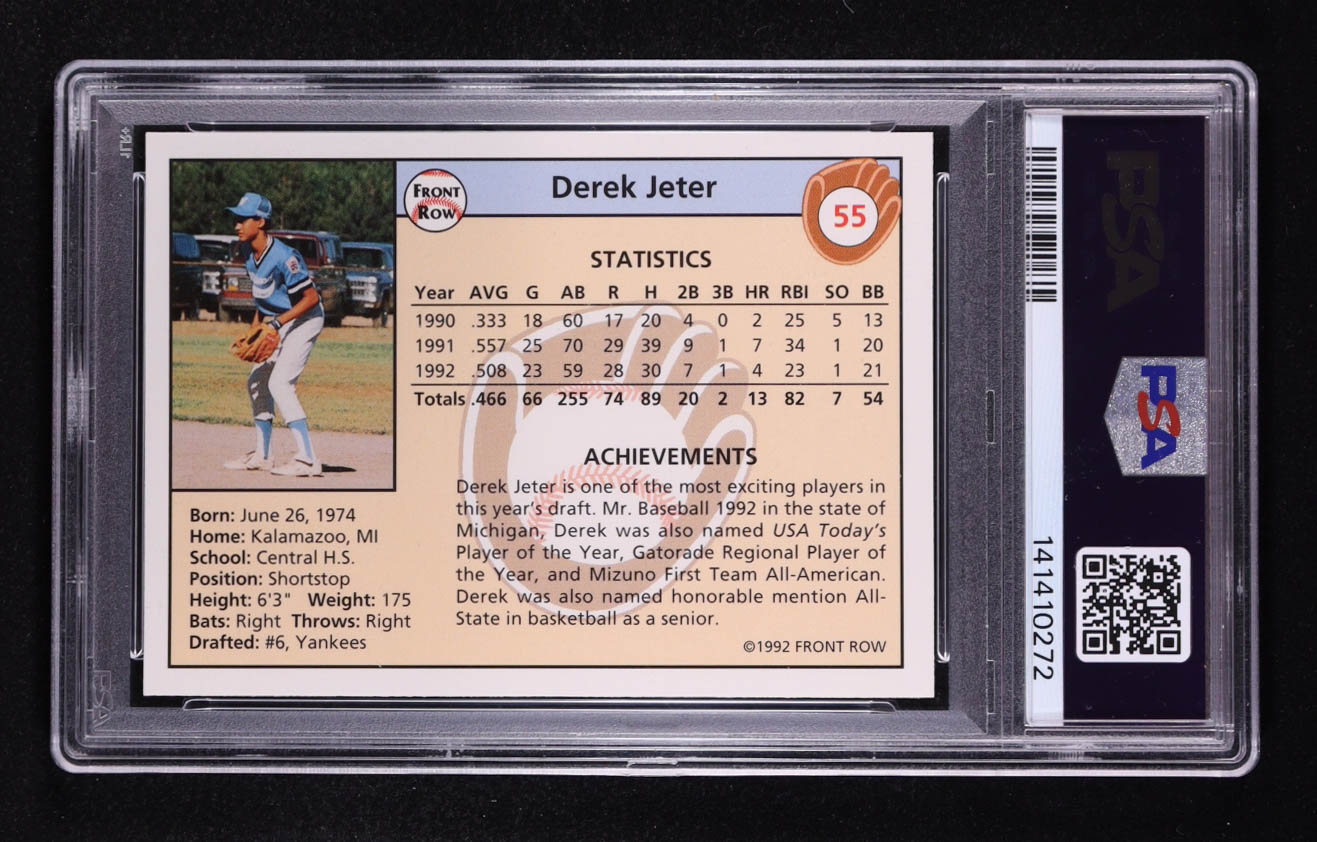 FRONT ROW
Derek Jeter
55
STATISTICS
Year AVG G AB R H 2B 3B HR RBI SO BB
1990 .333 18 60 17 20 4 0 2 25 5 13
1991 .557 25 70 29 39 9 1 7 34 1 20
1992 .508 23 59 28 30 7 1 4 23 1 21
Totals .466 66 255 74 89 20 2 13 82 7 54
ACHIEVEMENTS
Derek Jeter is one of the most exciting players in
this year's draft. Mr. Baseball 1992 in the state of
Michigan, Derek was also named USA Today's
Player of the Year, Gatorade Regional Player of
the Year, and Mizuno First Team All-American.
Derek was also named honorable mention All-
State in basketball as a senior.
©1992 FRONT ROW
Born: June 26, 1974
Home: Kalamazoo, MI
School: Central H.S.
Position: Shortstop
Height: 6'3" Weight: 175
Bats: Right Throws: Right
Drafted: #6, Yankees
PSA
PSA
141410272
PSA